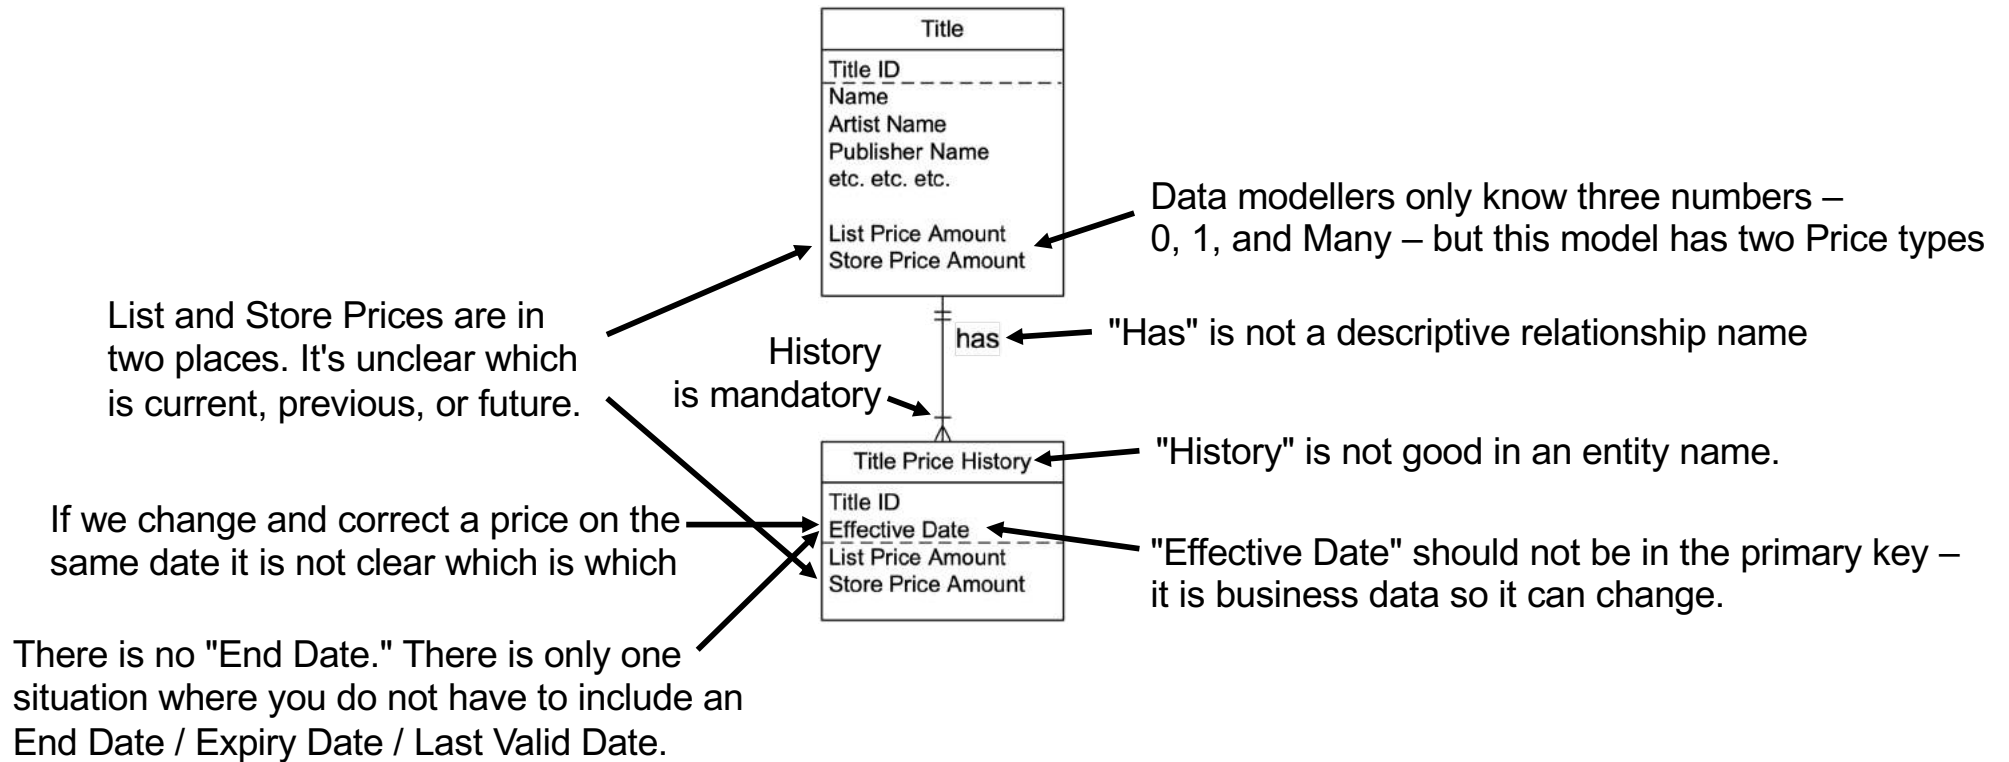 Title
Title ID
Name
Artist Name
Publisher Name
etc. etc. etc.
List Price Amount
Store Price Amount
Data modellers only know three numbers –
0, 1, and Many – but this model has two Price types
List and Store Prices are in
two places. It's unclear which
is current, previous, or future.
has
"Has" is not a descriptive relationship name
History
is mandatory
Title Price History
"History" is not good in an entity name.
Title ID
Effective Date
List Price Amount
Store Price Amount
If we change and correct a price on the
same date it is not clear which is which
"Effective Date" should not be in the primary key –
it is business data so it can change.
There is no "End Date." There is only one
situation where you do not have to include an
End Date / Expiry Date / Last Valid Date.